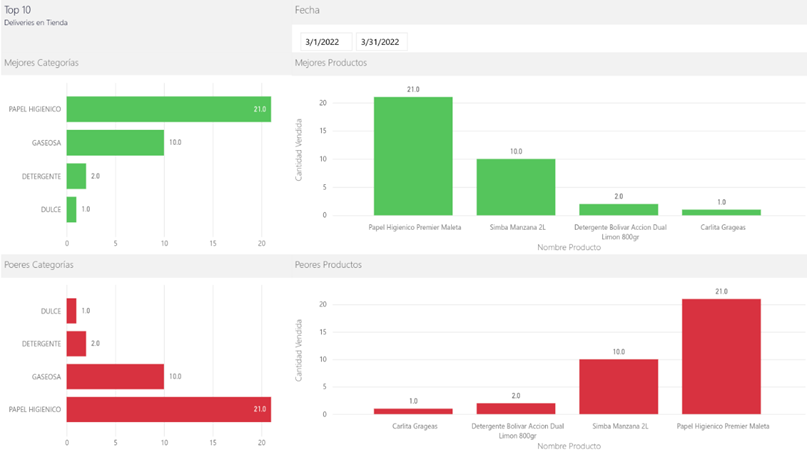 Top 10
Deliveries en Tienda
Fecha
3/1/2022 3/31/2022
Mejores Categorías
PAPEL HIGIENICO 21.0
GASEOSA 10.0
DETERGENTE 2.0
DULCE 1.0
0 5 10 15 20
Mejores Productos
Cantidad Vendida
20
15
10
5
0
21.0
10.0
2.0
1.0
Papel Higienico Premier Maleta
Simba Manzana 2L
Detergente Bolivar Accion Dual
Limon 800gr
Carlita Grageas
Nombre Producto
Poeres Categorías
DULCE 1.0
DETERGENTE 2.0
GASEOSA 10.0
PAPEL HIGIENICO 21.0
0 5 10 15 20
Peores Productos
Cantidad Vendida
20
15
10
5
0
1.0
2.0
10.0
21.0
Carlita Grageas
Detergente Bolivar Accion Dual
Limon 800gr
Simba Manzana 2L
Papel Higienico Premier Maleta
Nombre Producto